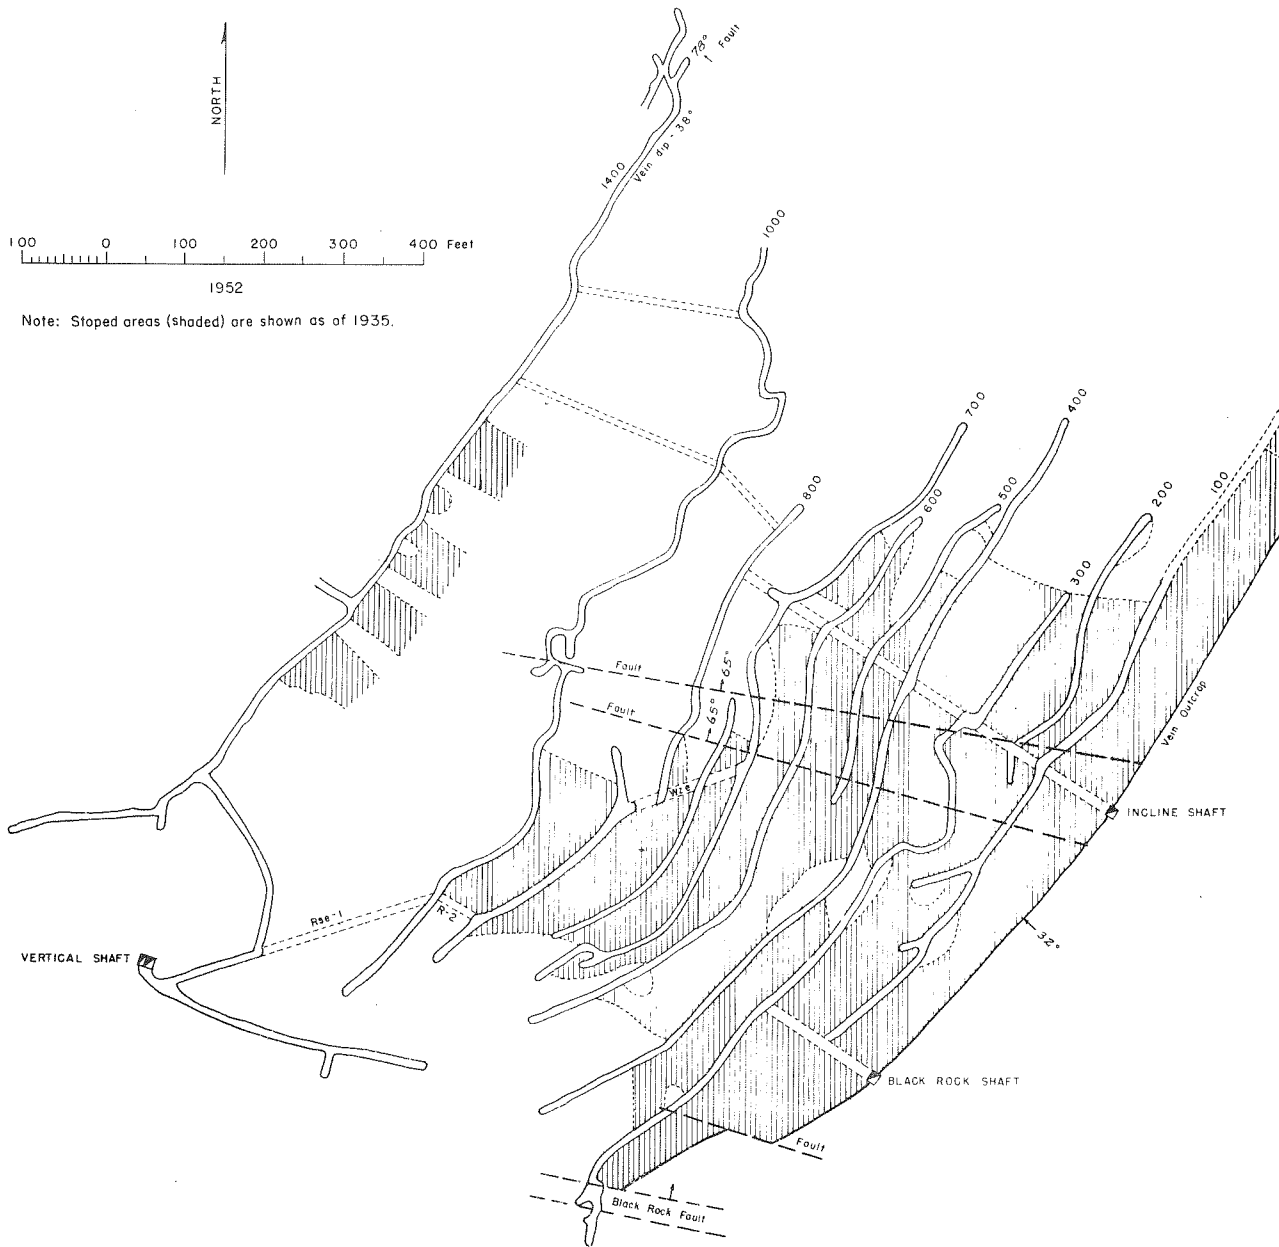 78°
Fault
NORTH
1400
Vein dip - 38°
1000
100 0 100 200 300 400 Feet
1952
Note: Stoped areas (shaded) are shown as of 1935.
700
400
800
600
500
100
200
300
Fault
65°
Fault
65°
Vein Outcrop
Wze
INCLINE SHAFT
Rse-1
R-2
32°
VERTICAL SHAFT
BLACK ROCK SHAFT
Fault
Black Rock Fault